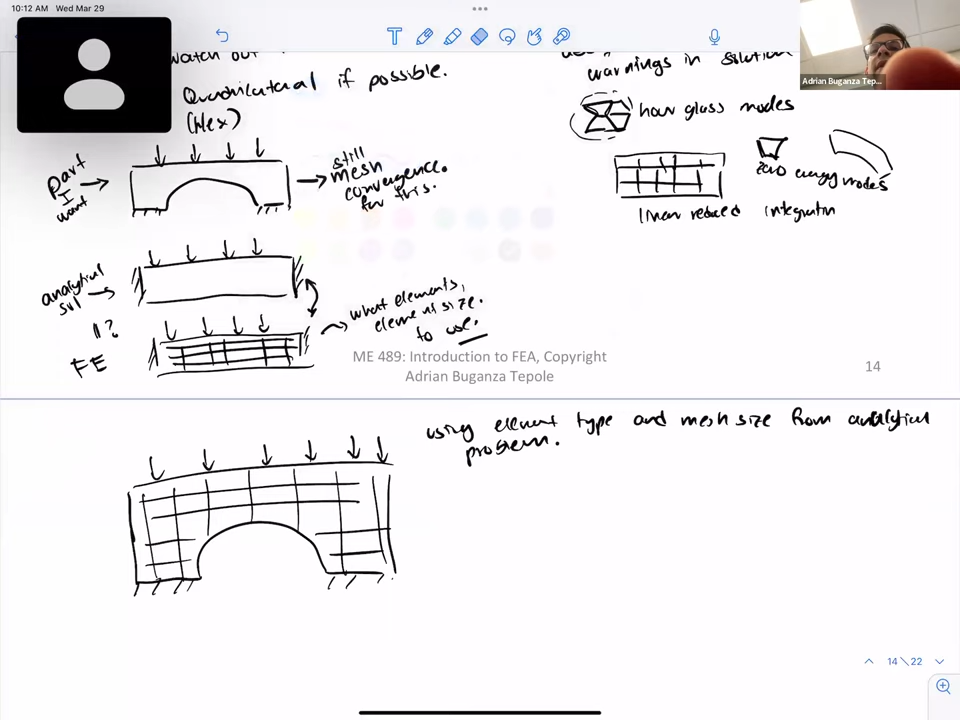 10:12 AM Wed Mar 29
watch out
Quadrilateral if possible.
(Hex)
part
I
want
still
mesh
convergence.
for this.
analytical
sol
11?
FE
what elements,
element size.
to use.
warnings in solution
hour glass modes
zero energy modes
linear reduced integration
Adrian Buganza Tep...
ME 489: Introduction to FEA, Copyright
Adrian Buganza Tepole
14
using element type and mesh size from analytical
problem.
14\22